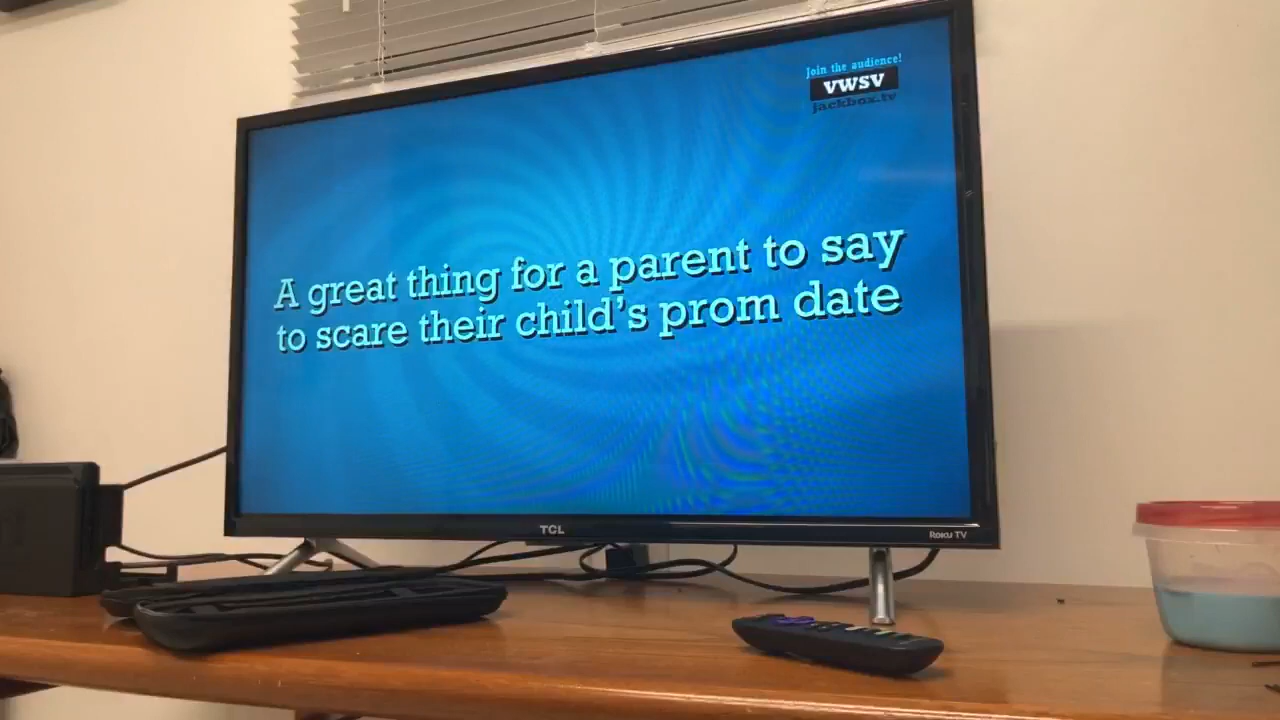 Join the audience!
VWSV
jackbox.tv
A great thing for a parent to say
to scare their child's prom date
TCL
Roku TV